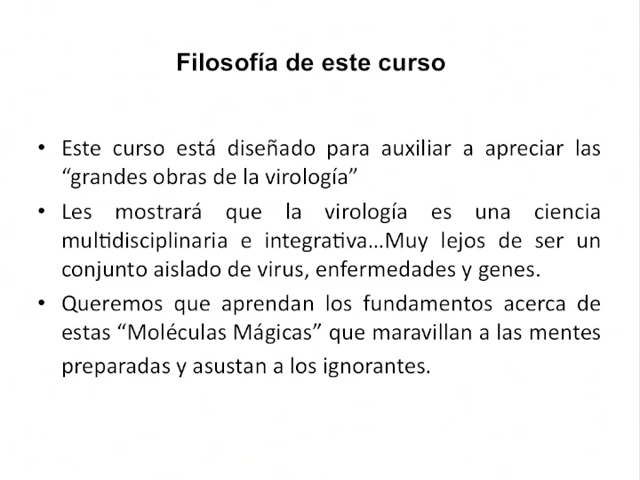 Filosofía de este curso
• Este curso está diseñado para auxiliar a apreciar las
“grandes obras de la virología”
• Les mostrará que la virología es una ciencia
multidisciplinaria e integrativa...Muy lejos de ser un
conjunto aislado de virus, enfermedades y genes.
• Queremos que aprendan los fundamentos acerca de
estas “Moléculas Mágicas” que maravillan a las mentes
preparadas y asustan a los ignorantes.